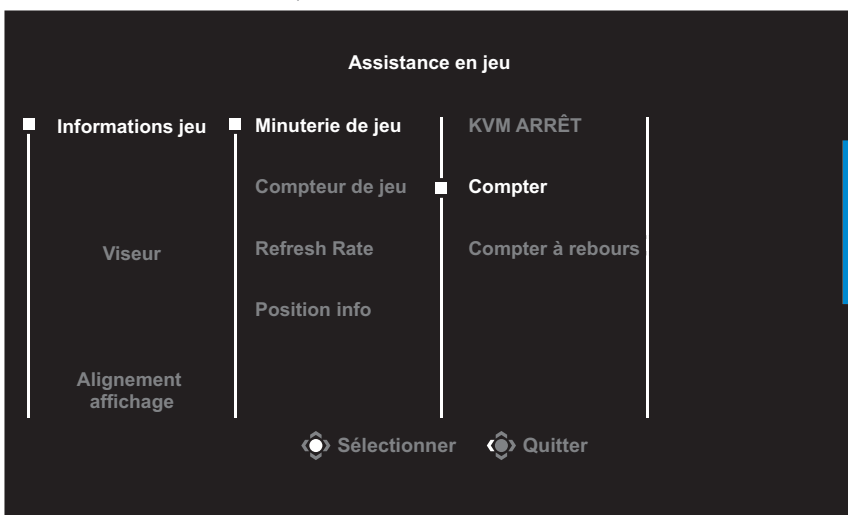 Assistance en jeu
Informations jeu
Minuterie de jeu
KVM ARRÊT
Compteur de jeu
Compter
Viseur
Refresh Rate
Compter à rebours
Position info
Alignement
affichage
Sélectionner
Quitter